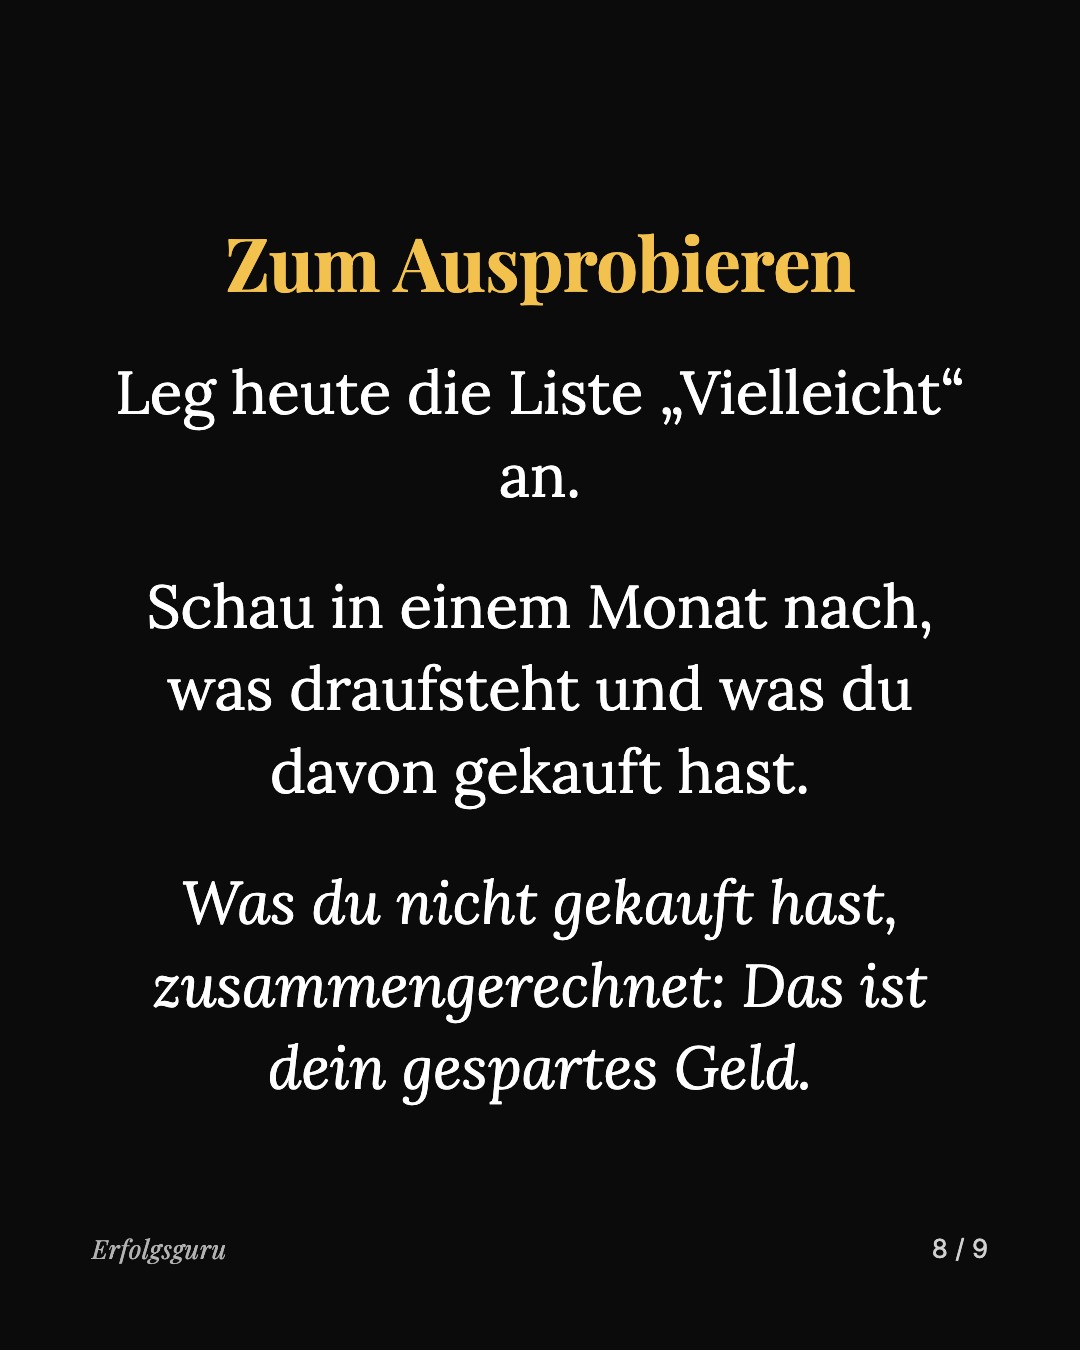 Zum Ausprobieren
Leg heute die Liste „Vielleicht“
an.
Schau in einem Monat nach,
was draufsteht und was du
davon gekauft hast.
Was du nicht gekauft hast,
zusammengerechnet: Das ist
dein gespartes Geld.
Erfolgsguru
8 / 9